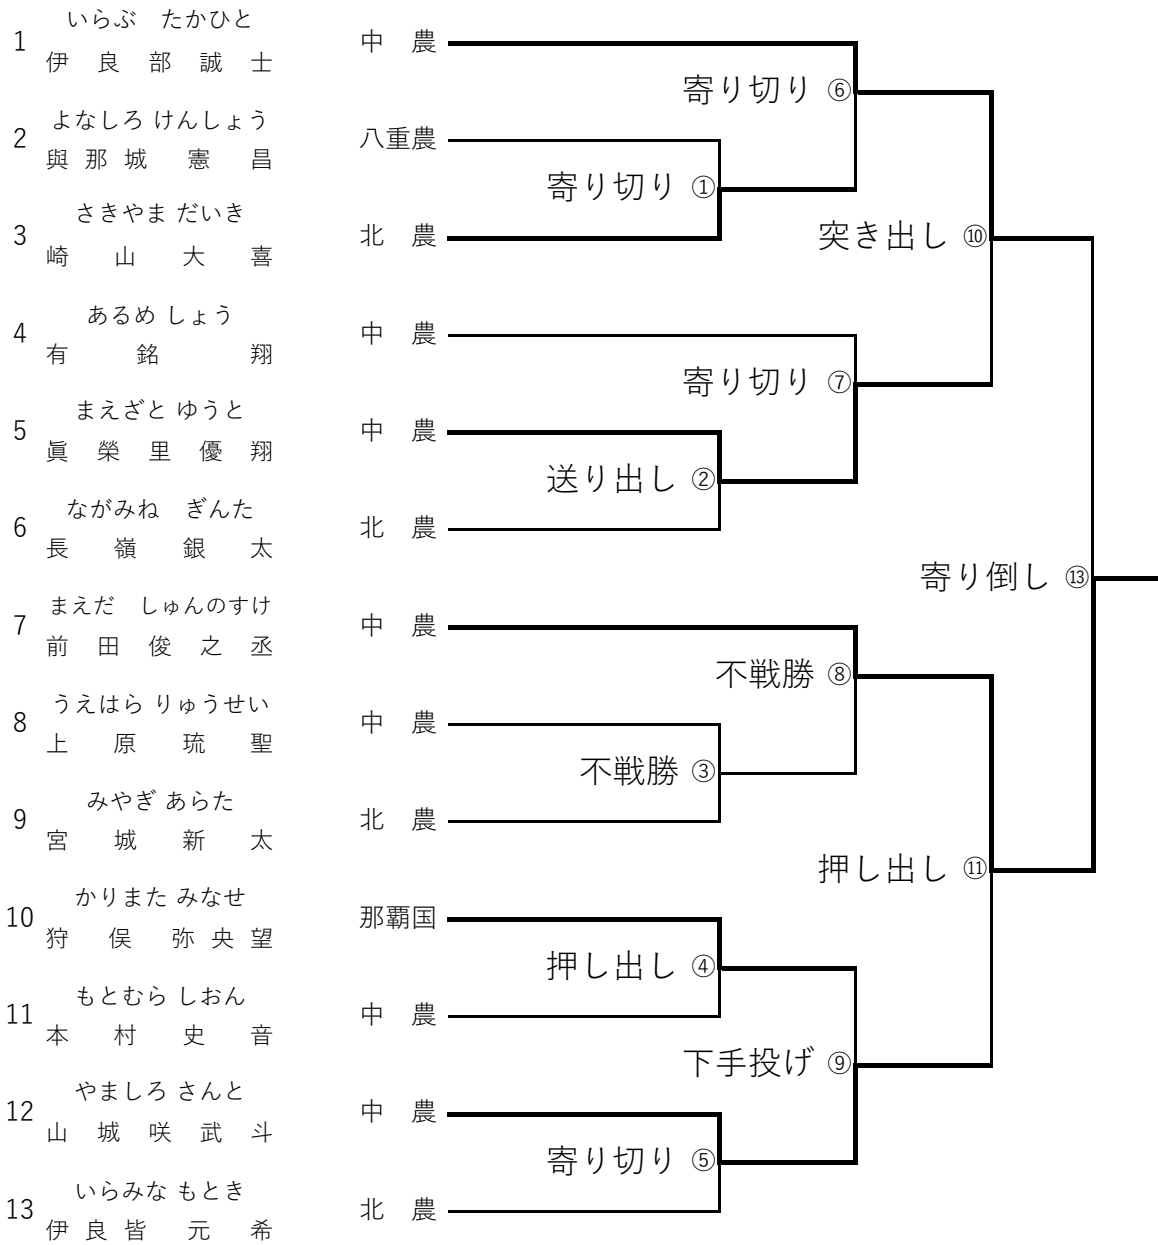 いらぶ たかひと
1 伊良部誠士 中農
寄り切り ⑥
よなしろ けんしょう
2 與那城憲昌 八重農
寄り切り ①
さきやま だいき
3 崎山大喜 北農
突き出し ⑩
あるめ しょう
4 有銘翔 中農
寄り切り ⑦
まえざと ゆうと
5 眞榮里優翔 中農
送り出し ②
ながみね ぎんた
6 長嶺銀太 北農
寄り倒し ⑬
まえだ しゅんのすけ
7 前田俊之丞 中農
不戦勝 ⑧
うえはら りゅうせい
8 上原琉聖 中農
不戦勝 ③
みやぎ あらた
9 宮城新太 北農
押し出し ⑪
かりまた みなせ
10 狩俣弥央望 那覇国
押し出し ④
もとむら しおん
11 本村史音 中農
下手投げ ⑨
やましろ さんと
12 山城咲武斗 中農
寄り切り ⑤
いらみな もとき
13 伊良皆元希 北農